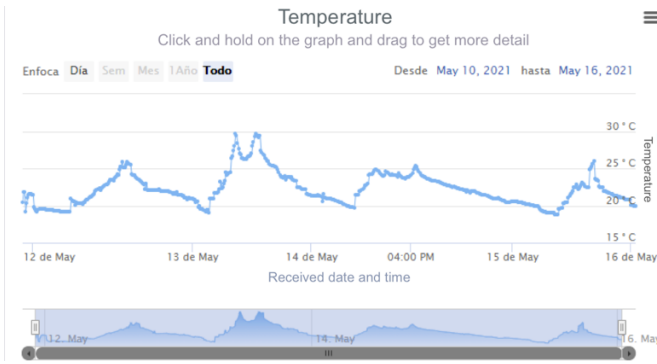 Temperature
Click and hold on the graph and drag to get more detail
Enfoca Día Sem Mes 1Año Todo Desde May 10, 2021 hasta May 16, 2021
30 ° C
25 ° C
20 ° C
15 ° C
Temperature
12 de May 13 de May 14 de May 04:00 PM 15 de May 16 de May
Received date and time
12. May 14. May 16. May